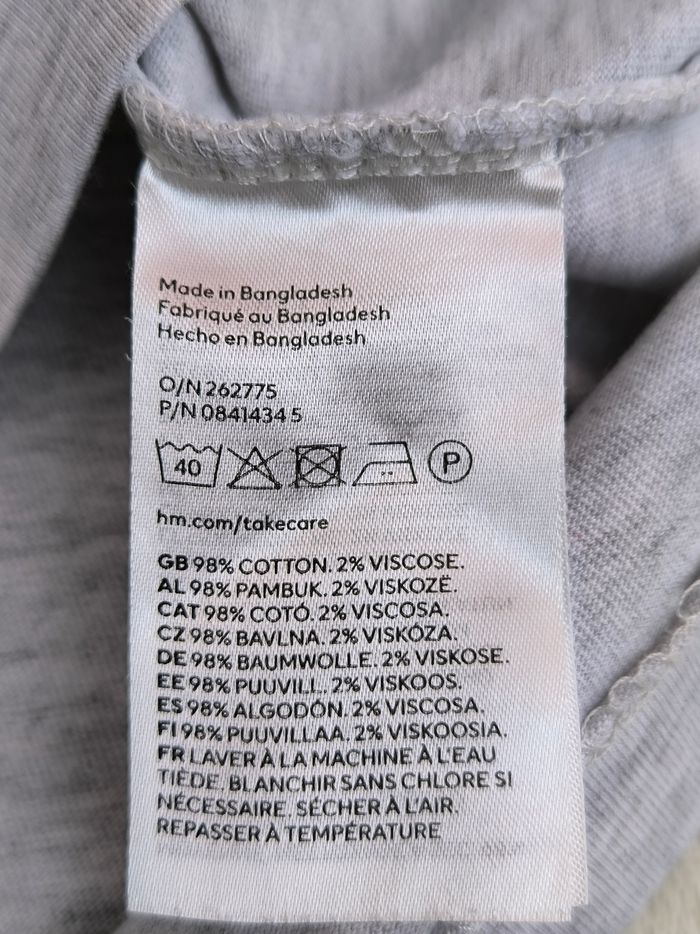 Made in Bangladesh
Fabriqué au Bangladesh
Hecho en Bangladesh
O/N 262775
P/N 0841434 5
40 P
hm.com/takecare
GB 98% COTTON. 2% VISCOSE.
AL 98% PAMBUK. 2% VISKOZË.
CAT 98% COTÓ. 2% VISCOSA.
CZ 98% BAVLNA. 2% VISKÓZA.
DE 98% BAUMWOLLE. 2% VISKOSE.
EE 98% PUUVILL. 2% VISKOOS.
ES 98% ALGODÓN. 2% VISCOSA.
FI 98% PUUVILLAA. 2% VISKOOSIA.
FR LAVER À LA MACHINE À L'EAU
TIÈDE. BLANCHIR SANS CHLORE SI
NÉCESSAIRE. SÉCHER À L'AIR.
REPASSER À TEMPÉRATURE